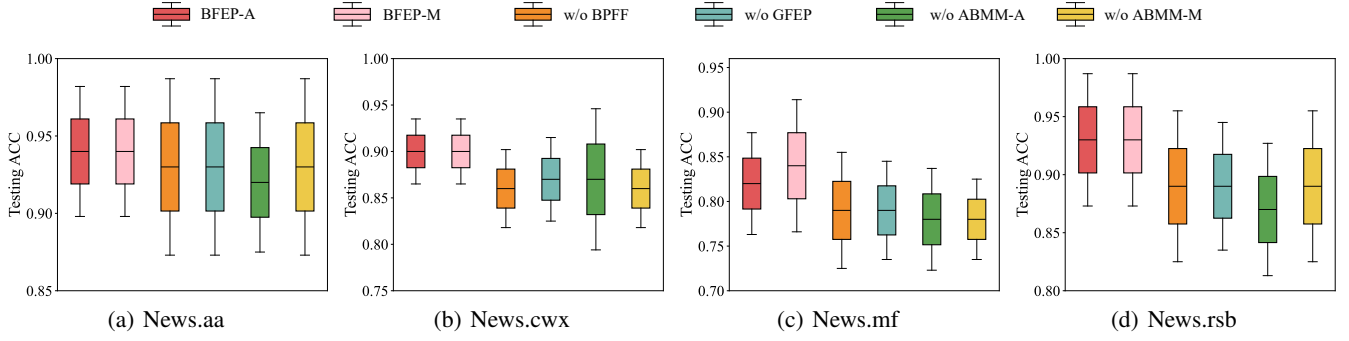 BFEP-A BFEP-M w/o BPFF w/o GFEP w/o ABMM-A w/o ABMM-M
Testing ACC
1.00
0.95
0.90
0.85
(a) News.aa
Testing ACC
1.00
0.95
0.90
0.85
0.80
0.75
(b) News.cwx
Testing ACC
0.95
0.90
0.85
0.80
0.75
0.70
(c) News.mf
Testing ACC
1.00
0.95
0.90
0.85
0.80
(d) News.rsb